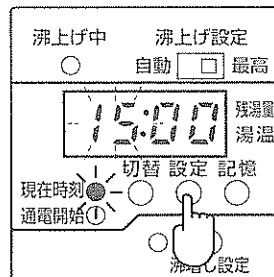 沸上げ中 沸上げ設定
自動 最高
15:00 残湯量
湯温
切替 設定 記憶
現在時刻
通電開始
沸増し設定